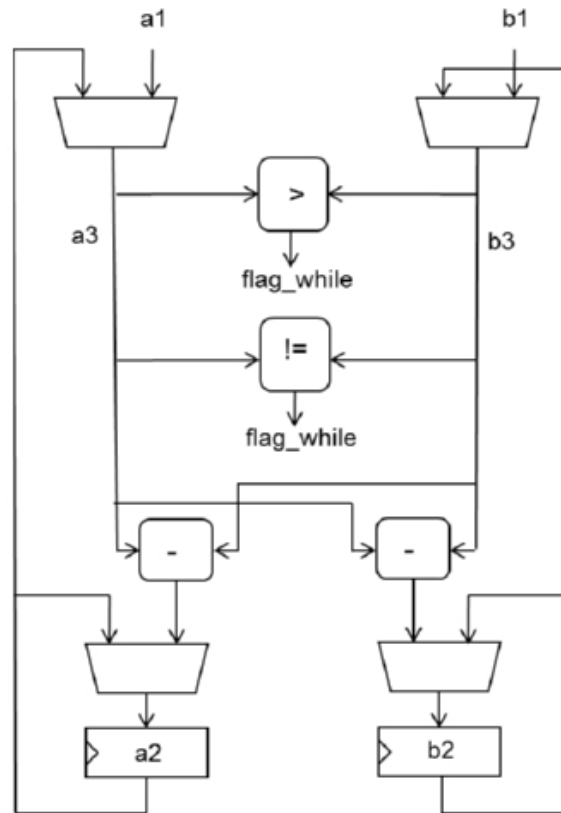 a1
b1
>
a3
b3
flag_while
!=
flag_while
-
-
a2
b2